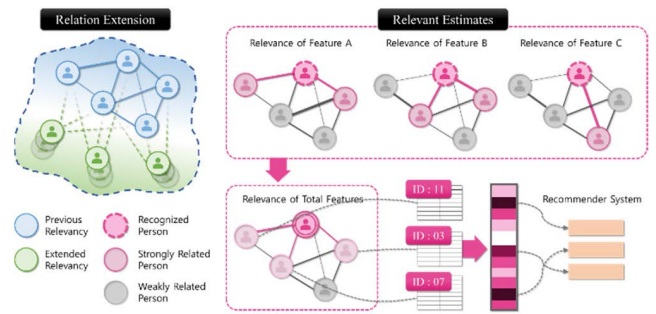 Relation Extension
Relevant Estimates
Relevance of Feature A
Relevance of Feature B
Relevance of Feature C
Relevance of Total Features
ID : 11
ID : 03
ID : 07
Recommender System
Previous
Relevancy
Recognized
Person
Extended
Relevancy
Strongly Related
Person
Weakly Related
Person